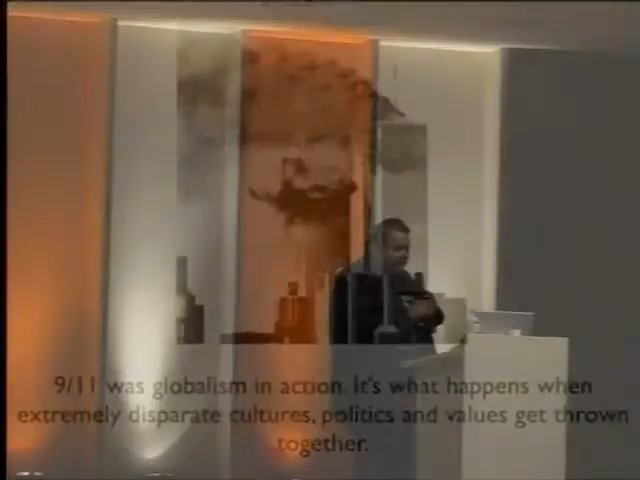 9/11 was globalism in action. It's what happens when
extremely disparate cultures, politics and values get thrown
together.